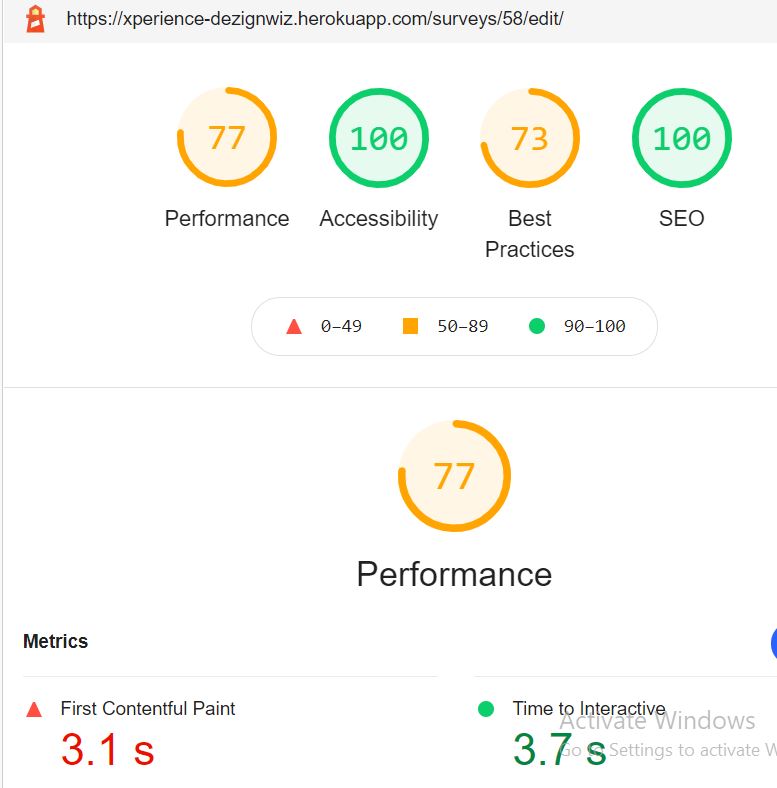 https://xperience-dezignwiz.herokuapp.com/surveys/58/edit/
77 100 73 100
Performance Accessibility Best Practices SEO
0–49 50–89 90–100
77
Performance
Metrics
First Contentful Paint Time to Interactive
3.1 s 3.7 s
Activate Windows
Go to Settings to activate W